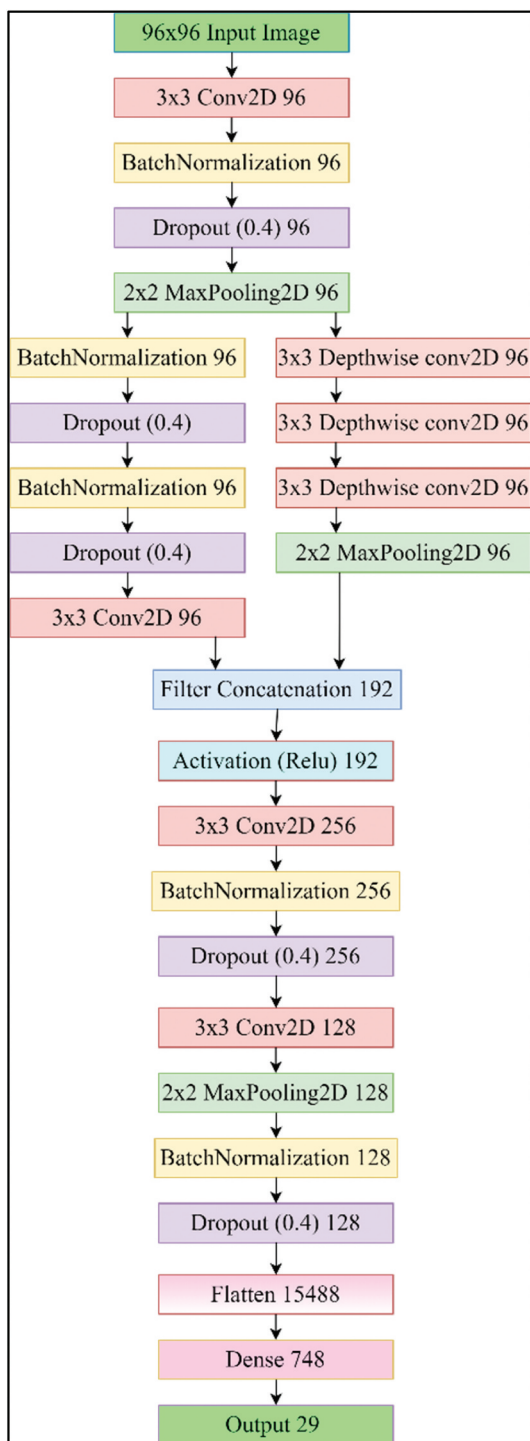 96x96 Input Image
3x3 Conv2D 96
BatchNormalization 96
Dropout (0.4) 96
2x2 MaxPooling2D 96
BatchNormalization 96
Dropout (0.4)
BatchNormalization 96
Dropout (0.4)
3x3 Conv2D 96
3x3 Depthwise conv2D 96
3x3 Depthwise conv2D 96
3x3 Depthwise conv2D 96
2x2 MaxPooling2D 96
Filter Concatenation 192
Activation (Relu) 192
3x3 Conv2D 256
BatchNormalization 256
Dropout (0.4) 256
3x3 Conv2D 128
2x2 MaxPooling2D 128
BatchNormalization 128
Dropout (0.4) 128
Flatten 15488
Dense 748
Output 29